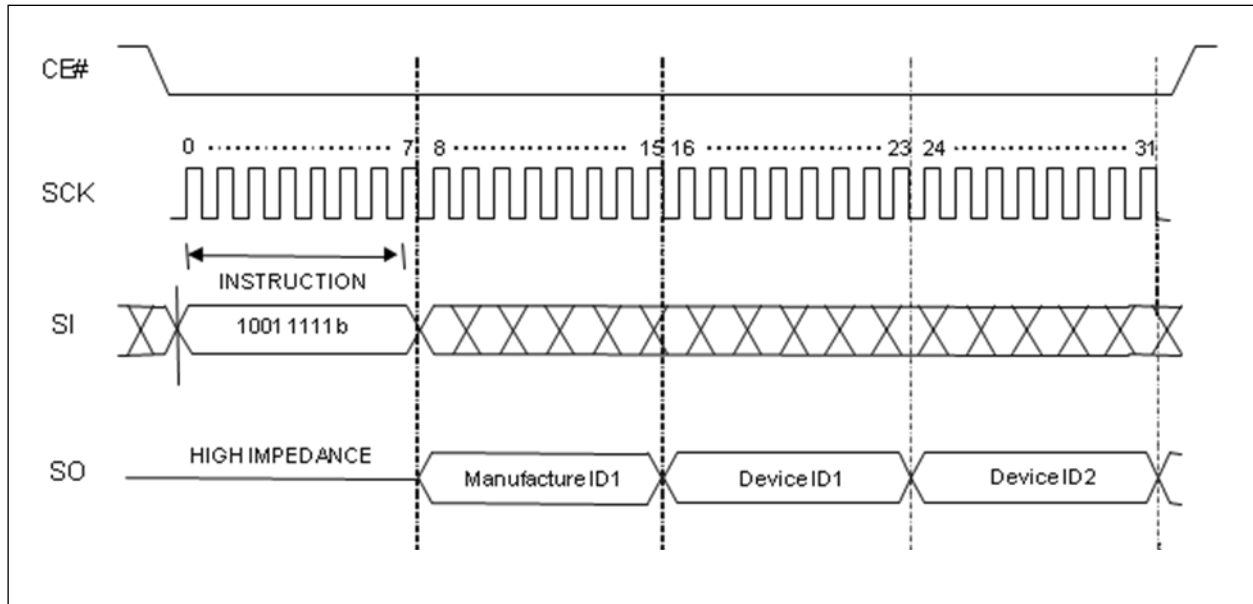 CE#
0 ............... 7 8 ............... 15 16 ............... 23 24 ............... 31
SCK
INSTRUCTION
SI
1001 1111 b
HIGH IMPEDANCE
SO
Manufacture ID1
Device ID1
Device ID2